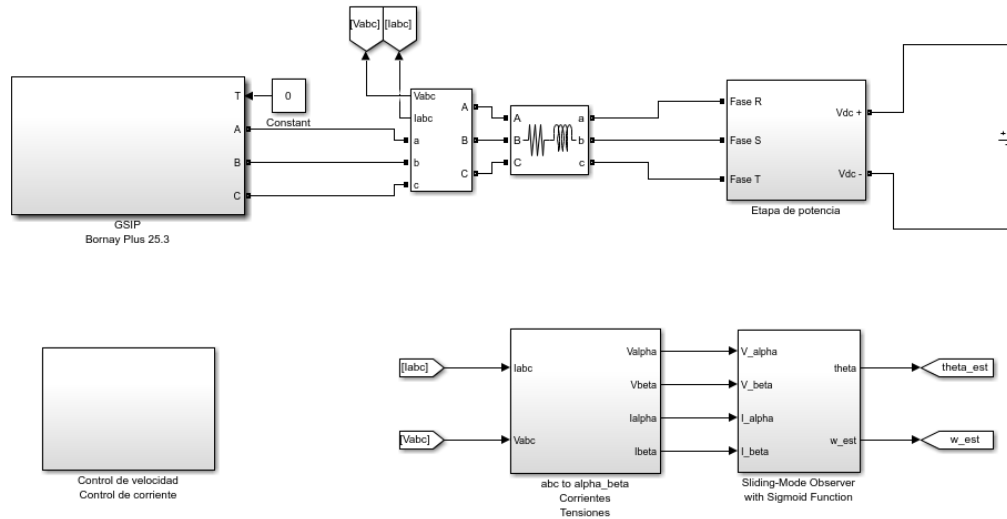 [Vabc]
[Iabc]
T
A
B
C
0
Constant
GSIP
Bornay Plus 25.3
Vabc
Iabc
a
b
c
A
B
C
A
B
C
a
b
c
Fase R
Fase S
Fase T
Vdc +
Vdc -
Etapa de potencia
+
Control de velocidad
Control de corriente
[Iabc]
[Vabc]
Iabc
Vabc
Valpha
Vbeta
Ialpha
Ibeta
abc to alpha_beta
Corrientes
Tensiones
V_alpha
V_beta
I_alpha
I_beta
theta
w_est
Sliding-Mode Observer
with Sigmoid Function
theta_est
w_est